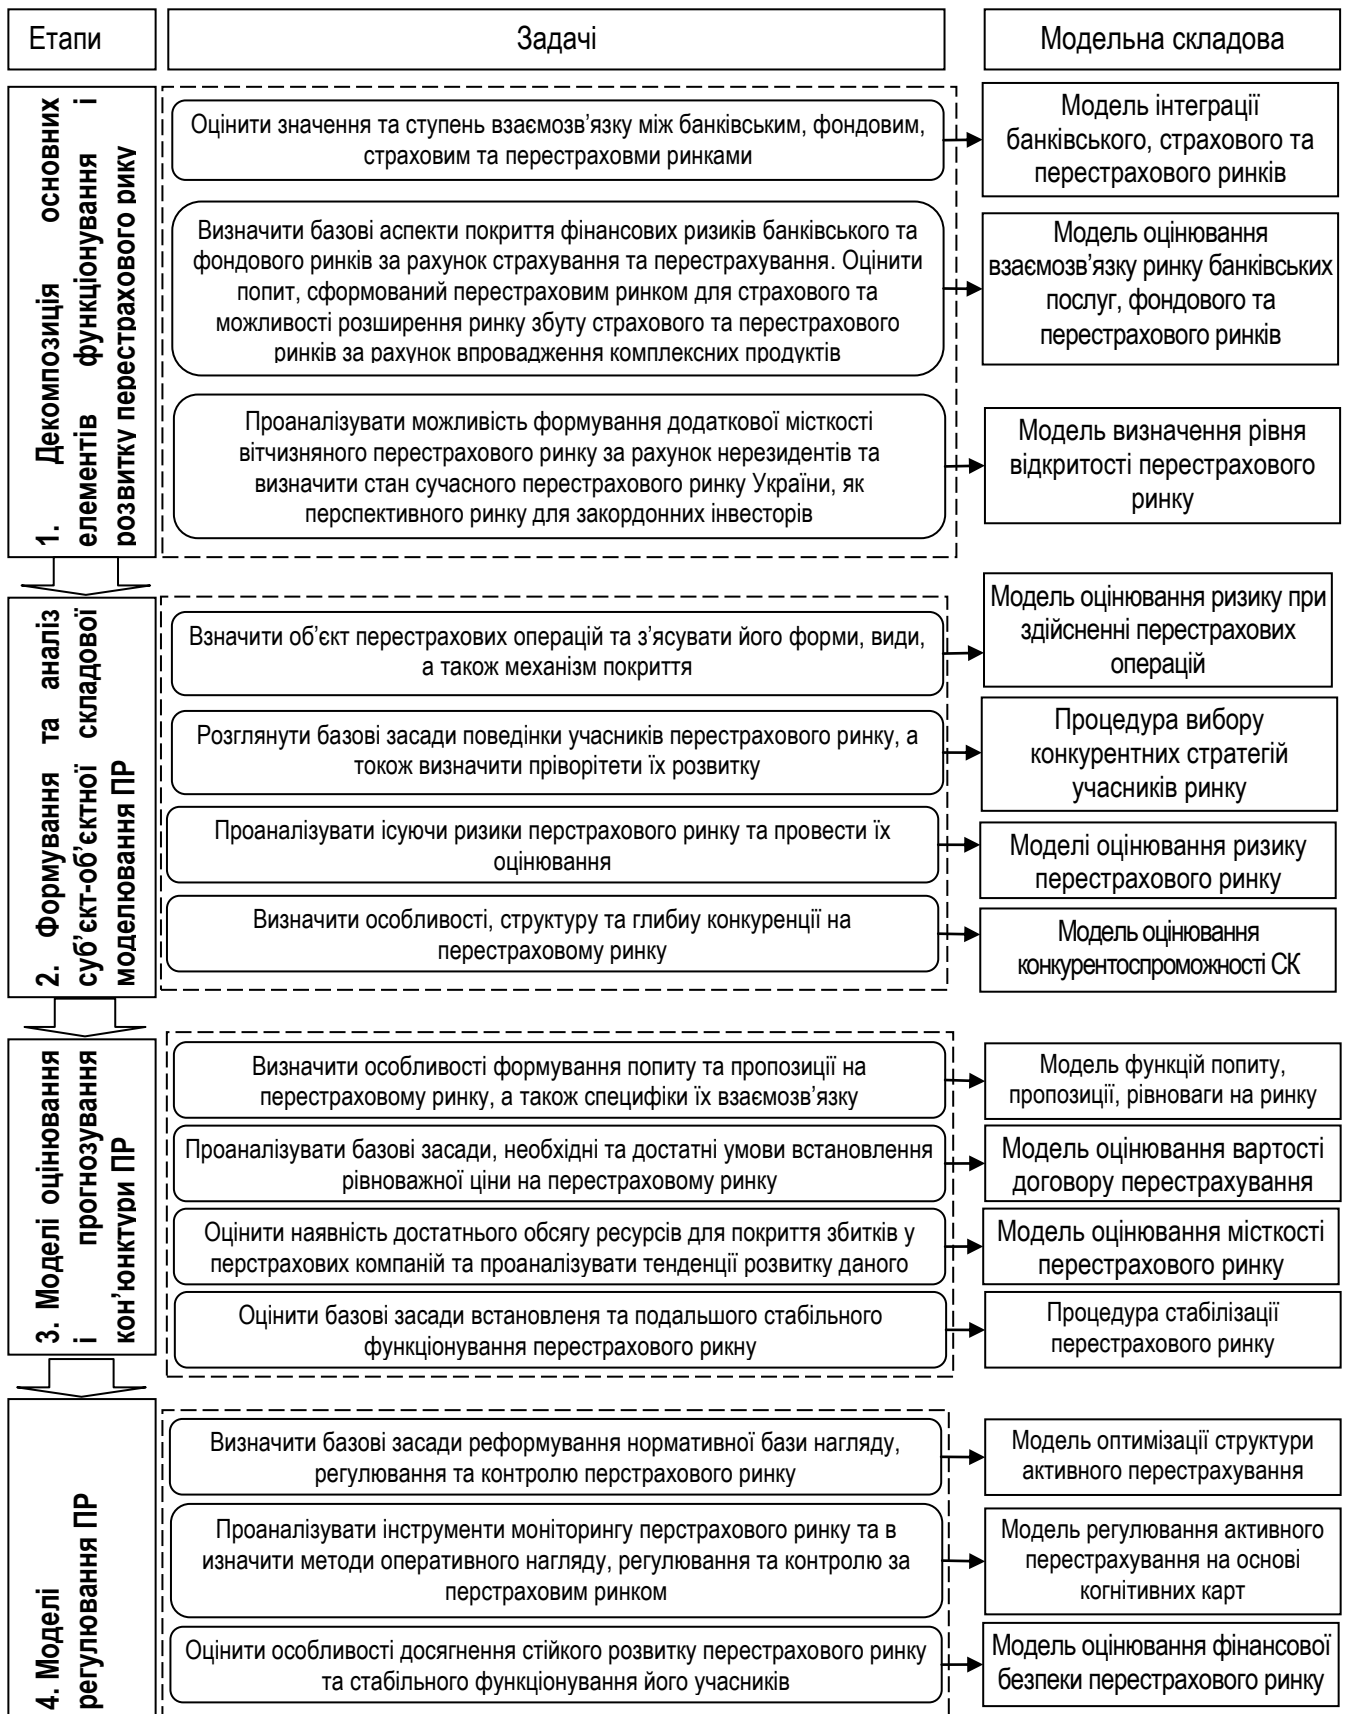 Етапи
Задачі
Модельна складова
1. Декомпозиція основних
елементів функціонування і
розвитку перестрахового рику
Оцінити значення та ступень взаємозв’язку між банківським, фондовим,
страховим та перестраховми ринками
Модель інтеграції
банківського, страхового та
перестрахового ринків
Визначити базові аспекти покриття фінансових ризиків банківського та
фондового ринків за рахунок страхування та перестрахування. Оцінити
попит, сформований перестраховим ринком для страхового та
можливості розширення ринку збуту страхового та перестрахового
ринків за рахунок впровадження комплексних продуктів
Модель оцінювання
взаємозв’язку ринку банківських
послуг, фондового та
перестрахового ринків
Проаналізувати можливість формування додаткової місткості
вітчизняного перестрахового ринку за рахунок нерезидентів та
визначити стан сучасного перестрахового ринку України, як
перспективного ринку для закордонних інвесторів
Модель визначення рівня
відкритості перестрахового
ринку
2. Формування та аналіз
суб’єкт-об’єктної складової
моделювання ПР
Взначити об’єкт перестрахових операцій та з’ясувати його форми, види,
а також механізм покриття
Модель оцінювання ризику при
здійсненні перестрахових
операцій
Розглянути базові засади поведінки учасників перестрахового ринку, а
токож визначити пріворітети їх розвитку
Процедура вибору
конкурентних стратегій
учасників ринку
Проаналізувати ісуючи ризики перстрахового ринку та провести їх
оцінювання
Моделі оцінювання ризику
перестрахового ринку
Визначити особливості, структуру та глибиу конкуренції на
перестраховому ринку
Модель оцінювання
конкурентоспроможності СК
3. Моделі оцінювання
і прогнозування
кон’юнктури ПР
Визначити особливості формування попиту та пропозиції на
перестраховому ринку, а також специфіки їх взаємозв’язку
Модель функцій попиту,
пропозиції, рівноваги на ринку
Проаналізувати базові засади, необхідні та достатні умови встановлення
рівноважної ціни на перестраховому ринку
Модель оцінювання вартості
договору перестрахування
Оцінити наявність достатнього обсягу ресурсів для покриття збитків у
перстрахових компаній та проаналізувати тенденції розвитку даного
Модель оцінювання місткості
перестрахового ринку
Оцінити базові засади встановленя та подальшого стабільного
функціонування перестрахового рикну
Процедура стабілізації
перестрахового ринку
4. Моделі
регулювання ПР
Визначити базові засади реформування нормативної бази нагляду,
регулювання та контролю перстрахового ринку
Модель оптимізації структури
активного перестрахування
Проаналізувати інструменти моніторингу перстрахового ринку та в
изначити методи оперативного нагляду, регулювання та контролю за
перстраховим ринком
Модель регулювання активного
перестрахування на основі
когнітивних карт
Оцінити особливості досягнення стійкого розвитку перестрахового ринку
та стабільного функціонування його учасників
Модель оцінювання фінансової
безпеки перестрахового ринку